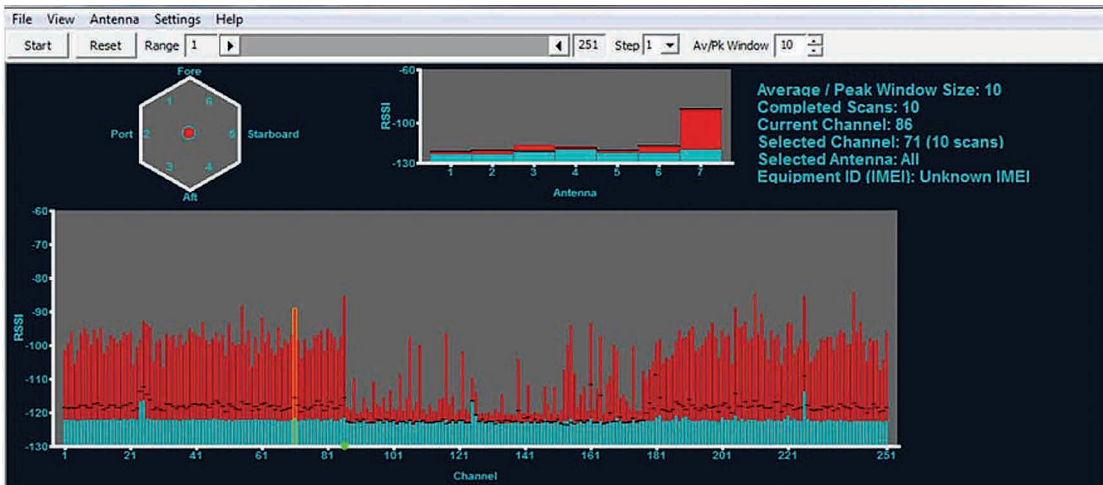 File View Antenna Settings Help
Start Reset Range 1 251 Step 1 Av/Pk Window 10
Fore
1 6
Port 2 5 Starboard
3 4
Aft
-60
-100
-130
RSSI
1 2 3 4 5 6 7
Antenna
Average / Peak Window Size: 10
Completed Scans: 10
Current Channel: 86
Selected Channel: 71 (10 scans)
Selected Antenna: All
Equipment ID (IMEI): Unknown IMEI
-60
-70
-80
-90
-100
-110
-120
-130
RSSI
1 21 41 61 81 101 121 141 161 181 201 221 251
Channel